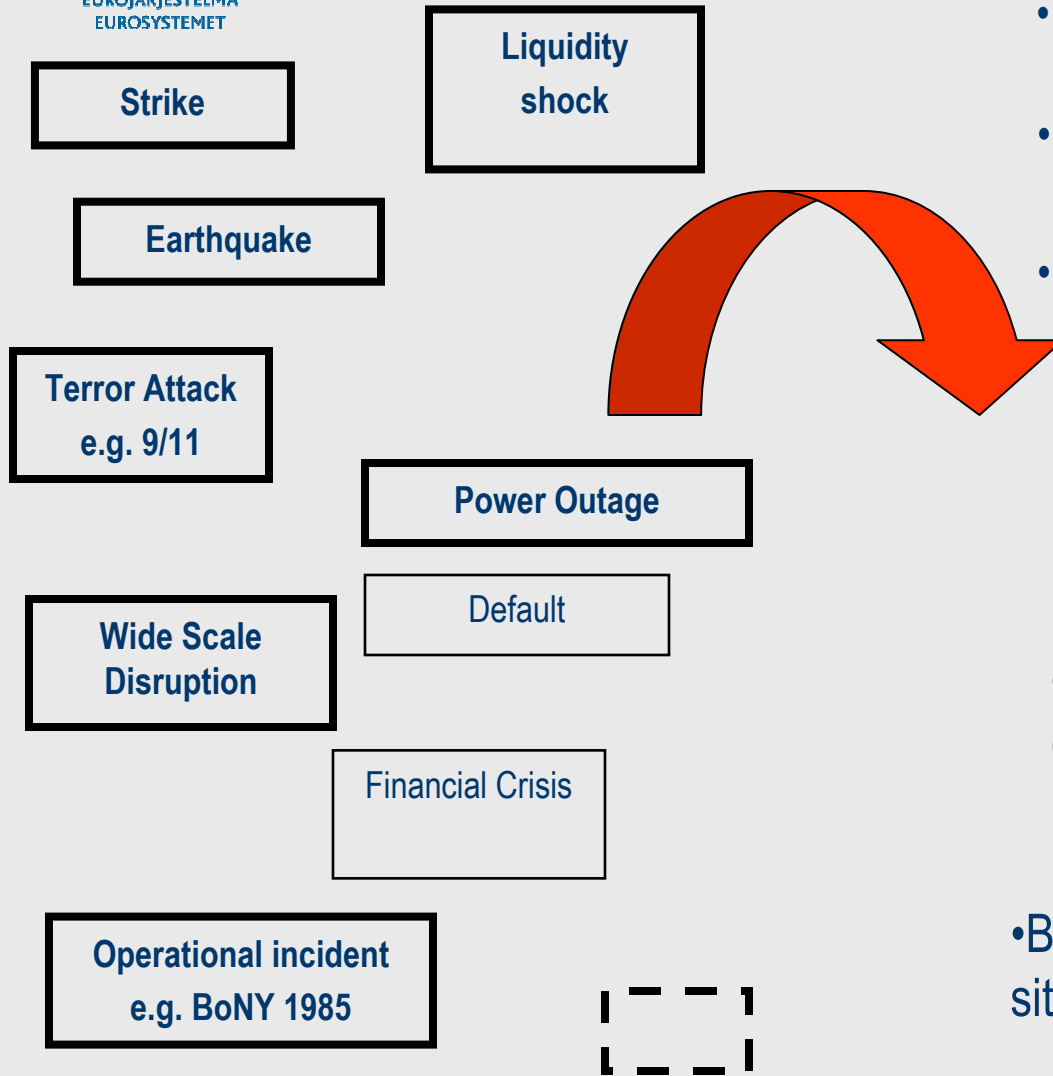 EUROJÄRJESTELMÄ
EUROSYSTEMET
Liquidity
shock
Strike
Earthquake
Terror Attack
e.g. 9/11
Power Outage
Default
Wide Scale
Disruption
Financial Crisis
Operational incident
e.g. BoNY 1985
•B
sit